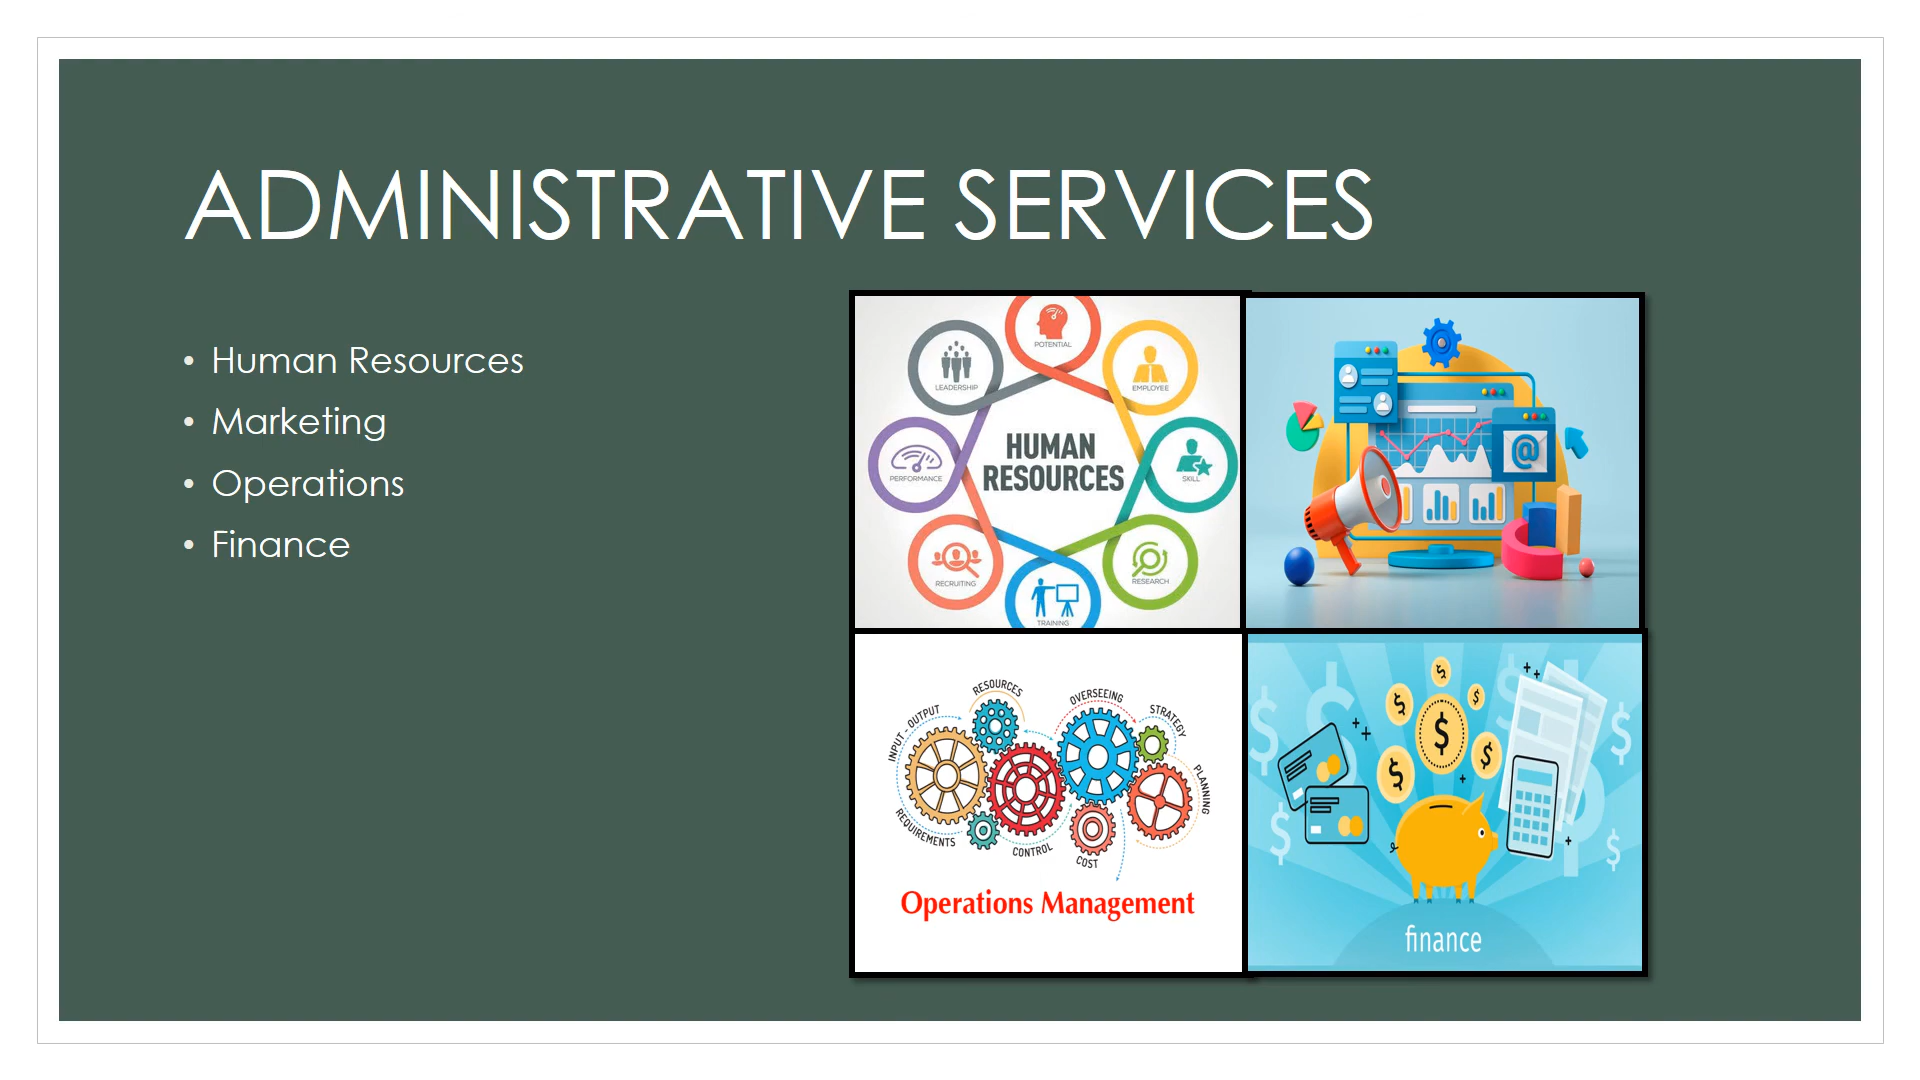 ADMINISTRATIVE SERVICES
• Human Resources
• Marketing
• Operations
• Finance
POTENTIAL
LEADERSHIP
EMPLOYEE
HUMAN
RESOURCES
PERFORMANCE
SKILL
RECRUITING
RESEARCH
TRAINING
@
RESOURCES
OVERSEEING
INPUT - OUTPUT
STRATEGY
PLANNING
REQUIREMENTS
CONTROL
COST
Operations Management
finance